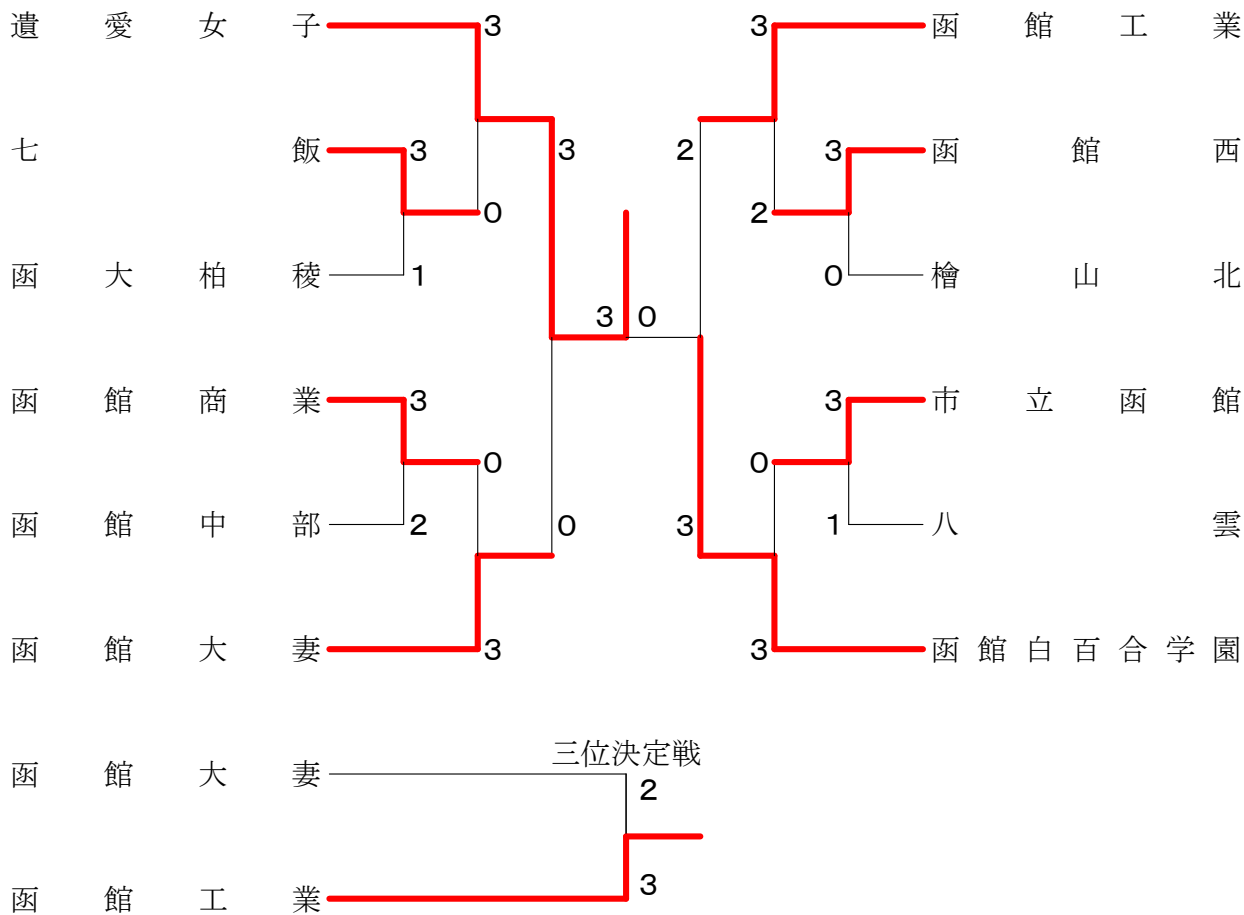 遺愛女子 3 3 函館工業
七飯 3 3 2 3 函館西
0 2
函大柏稜 1 0 檜山北
3 0
函館商業 3 3 市立函館
0 0
函館中部 2 0 3 1 八雲
函館大妻 3 3 函館白百合学園
三位決定戦
函館大妻 2
函館工業 3